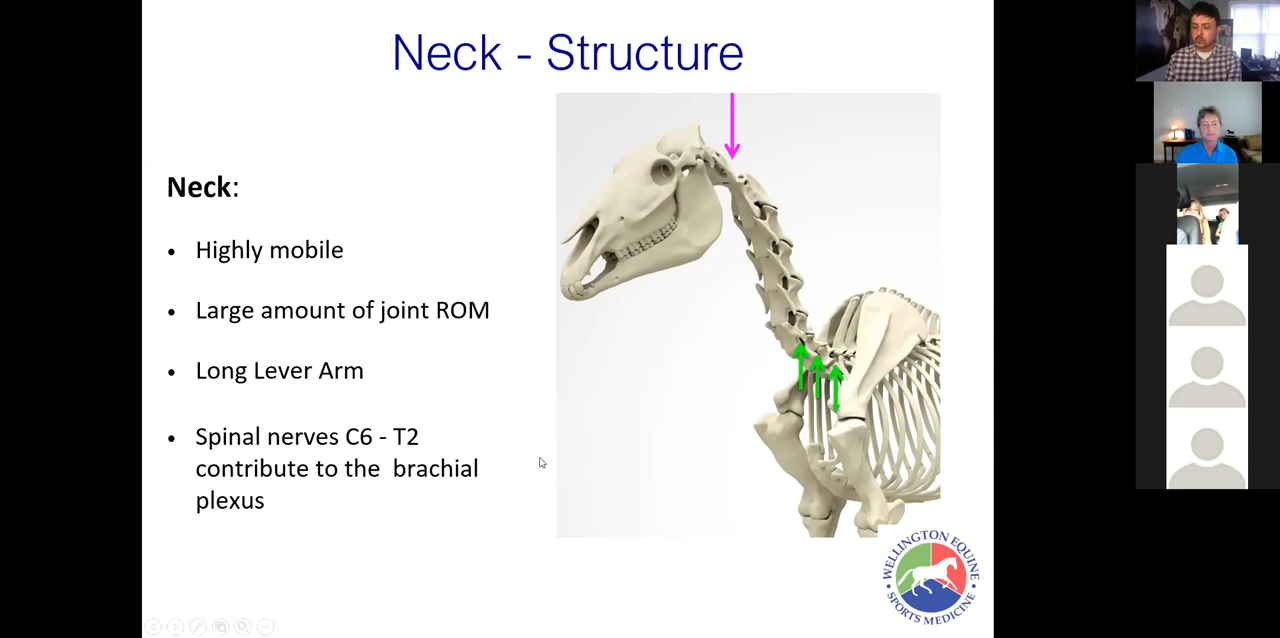 Neck - Structure
Neck:
• Highly mobile
• Large amount of joint ROM
• Long Lever Arm
• Spinal nerves C6 - T2
contribute to the brachial
plexus
WELLINGTON EQUINE
• SPORTS MEDICINE •